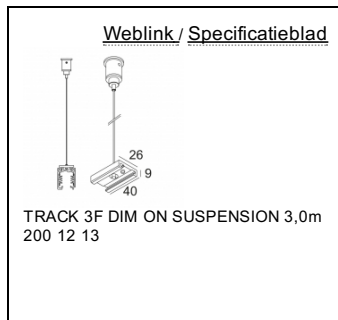 Weblink / Specificatieblad
26
9
40
TRACK 3F DIM ON SUSPENSION 3,0m
200 12 13